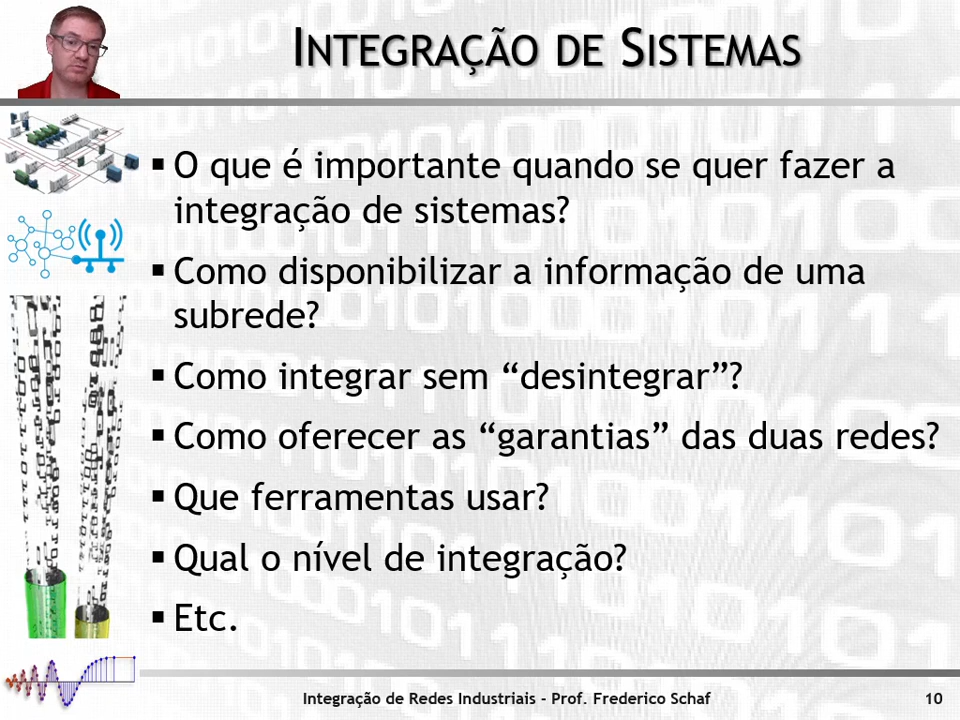 INTEGRAÇÃO DE SISTEMAS
▪ O que é importante quando se quer fazer a
integração de sistemas?
▪ Como disponibilizar a informação de uma
subrede?
▪ Como integrar sem “desintegrar”?
▪ Como oferecer as “garantias” das duas redes?
▪ Que ferramentas usar?
▪ Qual o nível de integração?
▪ Etc.
Integração de Redes Industriais - Prof. Frederico Schaf 10